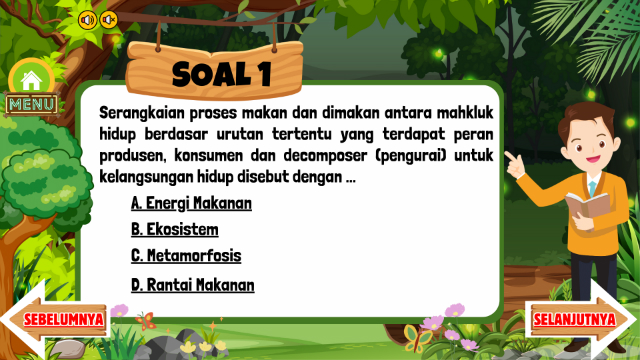 SOAL 1
MENU
Serangkaian proses makan dan dimakan antara mahkluk
hidup berdasar urutan tertentu yang terdapat peran
produsen, konsumen dan decomposer (pengurai) untuk
kelangsungan hidup disebut dengan ...
A. Energi Makanan
B. Ekosistem
C. Metamorfosis
D. Rantai Makanan
SEBELUMNYA
SELANJUTNYA